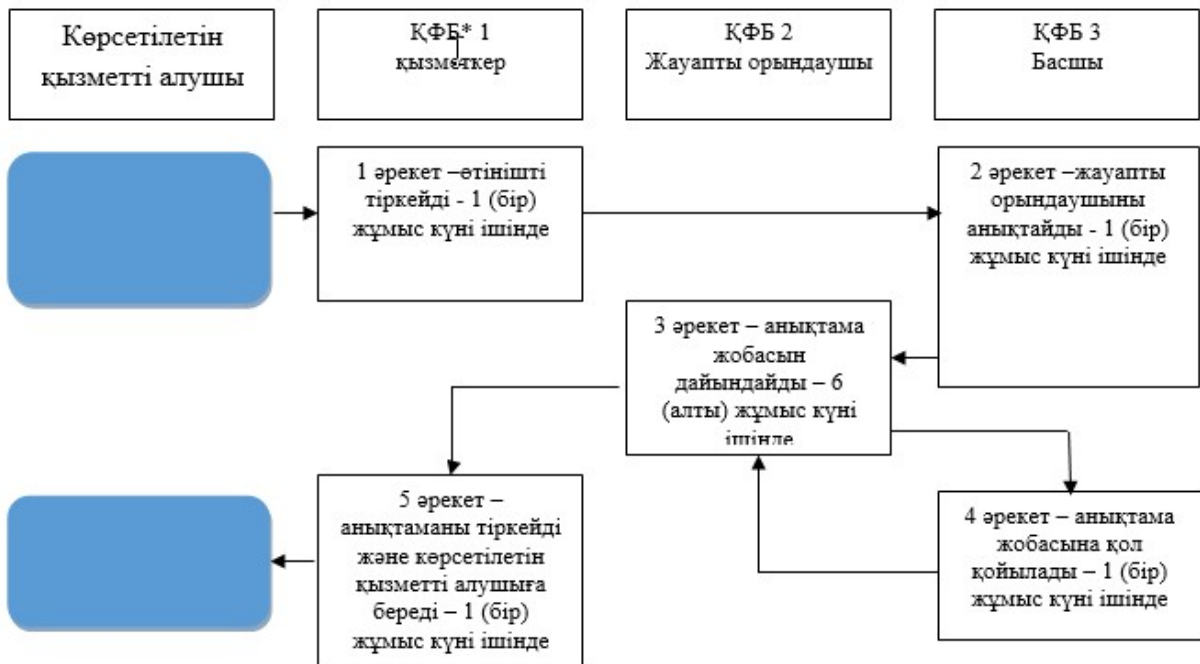 Көрсетілетін
қызметті алушы
ҚФБ* 1
қызметкер
ҚФБ 2
Жауапты орындаушы
ҚФБ 3
Басшы
1 әрекет –өтінішті
тіркейді - 1 (бір)
жұмыс күні ішінде
2 әрекет –жауапты
орындаушыны
анықтайды - 1 (бір)
жұмыс күні ішінде
3 әрекет – анықтама
жобасын
дайындайды – 6
(алты) жұмыс күні
ішінде
4 әрекет – анықтама
жобасына қол
қойылады – 1 (бір)
жұмыс күні ішінде
5 әрекет –
анықтаманы тіркейді
және көрсетілетін
қызметті алушыға
береді – 1 (бір)
жұмыс күні ішінде